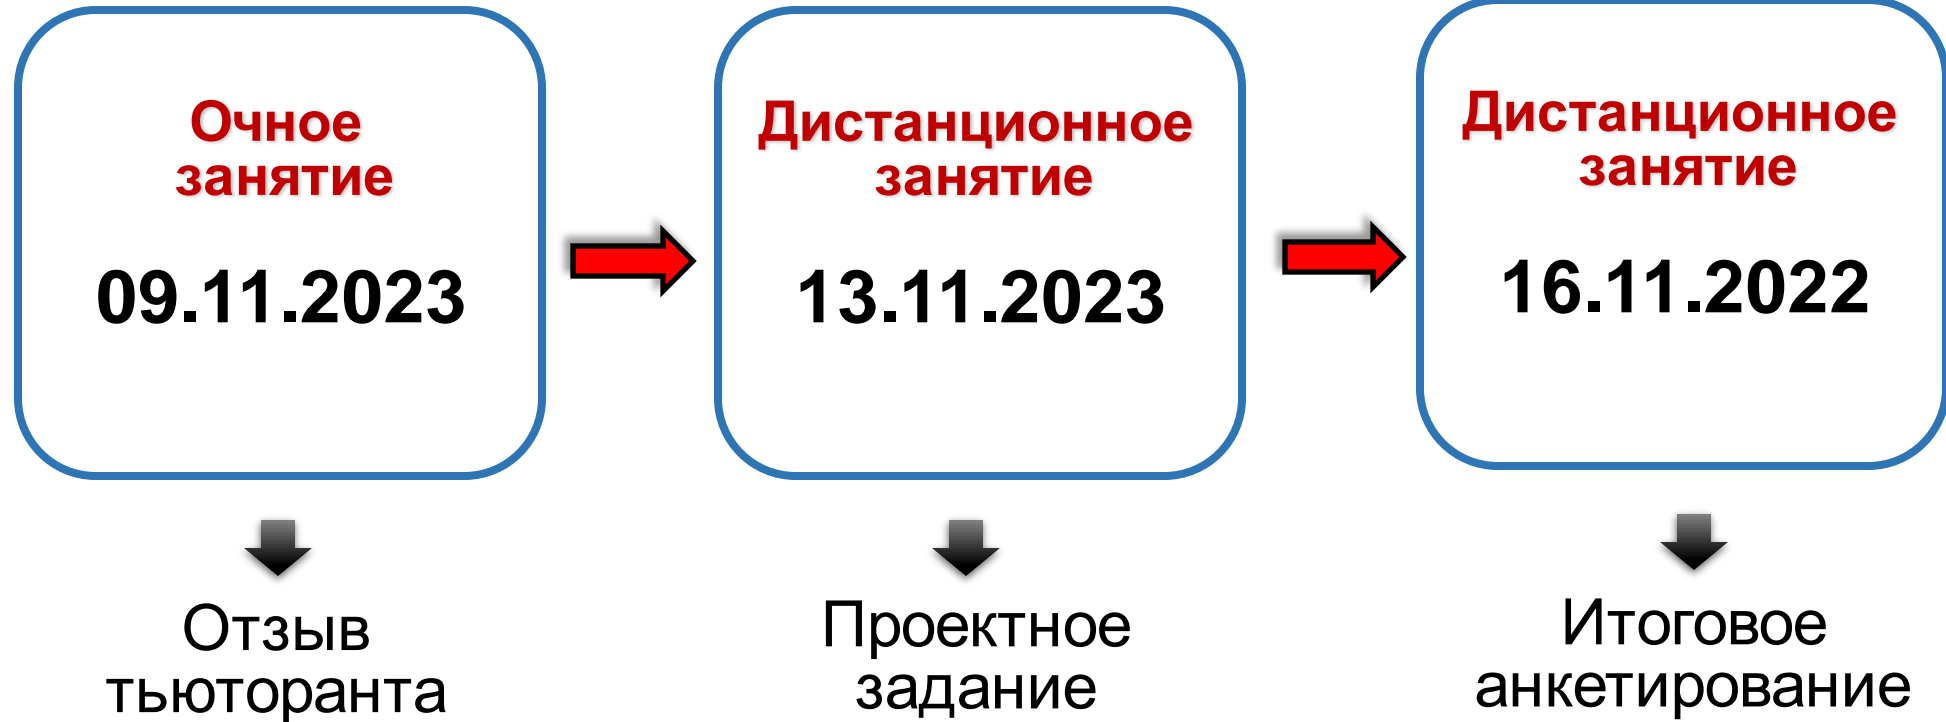 Очное
занятие
09.11.2023
Отзыв
тьюторанта
Дистанционное
занятие
13.11.2023
Проектное
задание
Дистанционное
занятие
16.11.2022
Итоговое
анкетирование